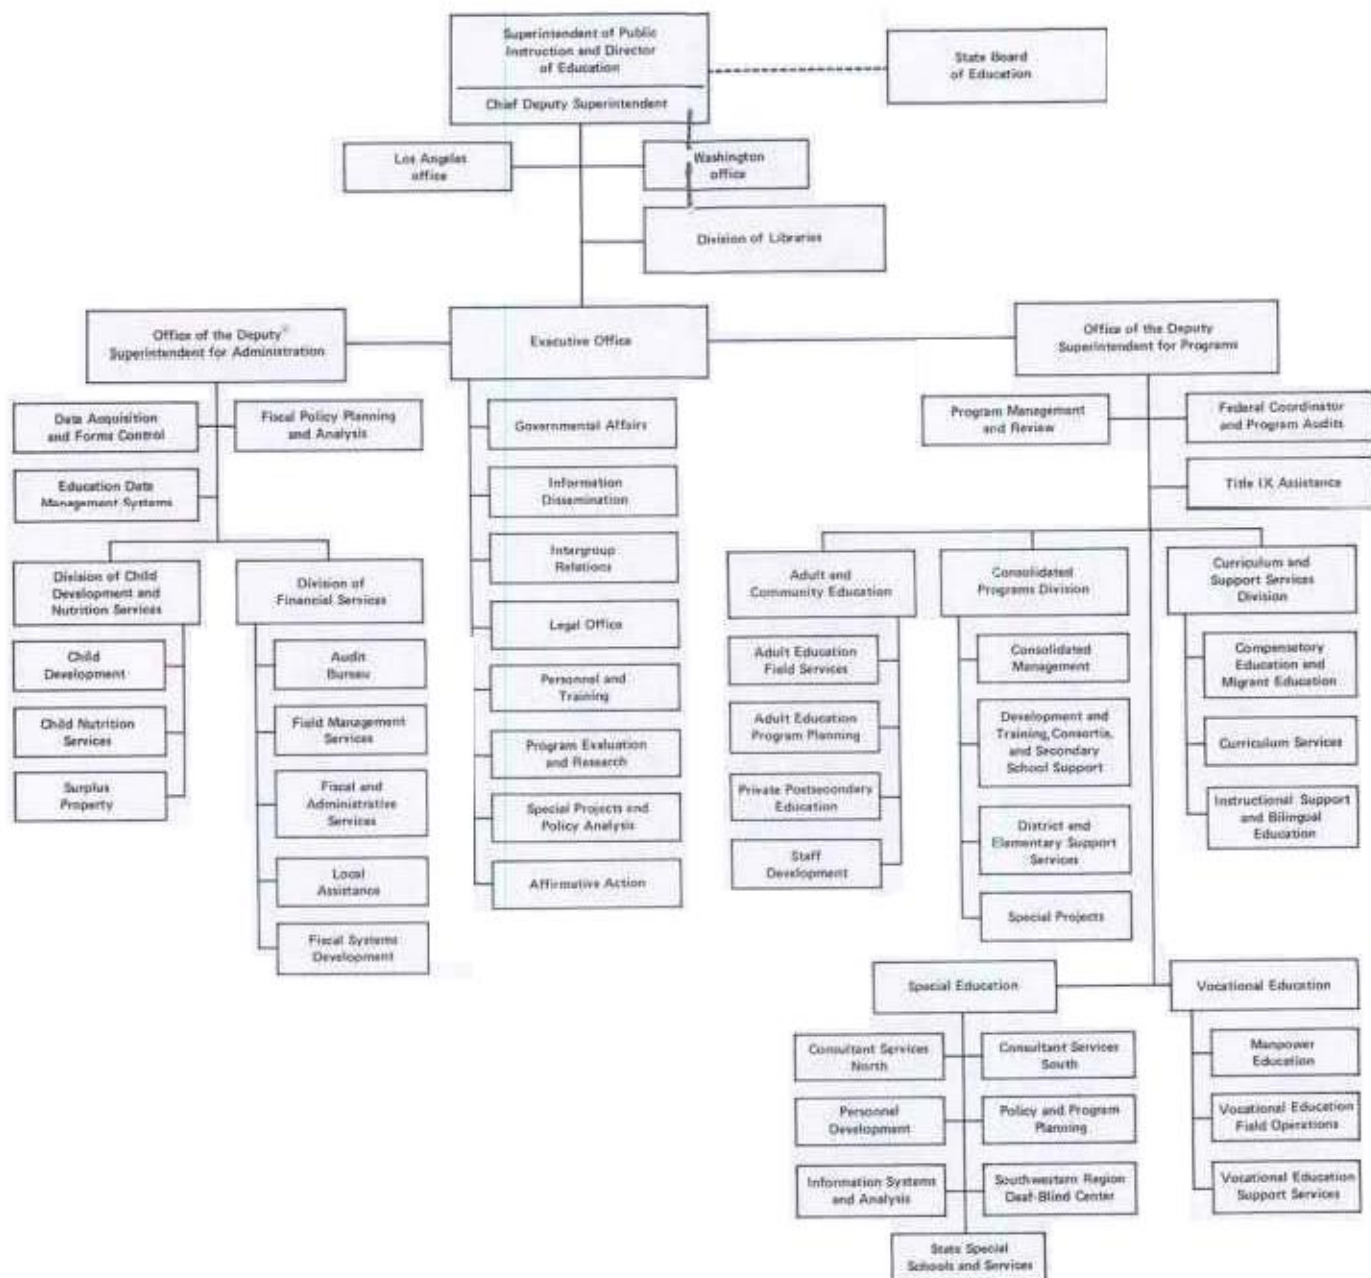 Superintendent of Public
Instruction and Director
of Education
Chief Deputy Superintendent
State Board
of Education
Los Angeles
office
Washington
office
Division of Libraries
Office of the Deputy
Superintendent for Administration
Executive Office
Office of the Deputy
Superintendent for Programs
Data Acquisition
and Forms Control
Fiscal Policy Planning
and Analysis
Education Data
Management Systems
Division of Child
Development and
Nutrition Services
Division of
Financial Services
Child
Development
Child Nutrition
Services
Surplus
Property
Audit
Bureau
Field Management
Services
Fiscal and
Administrative
Services
Local
Assistance
Fiscal Systems
Development
Governmental Affairs
Information
Dissemination
Intergroup
Relations
Legal Office
Personnel and
Training
Program Evaluation
and Research
Special Projects and
Policy Analysis
Affirmative Action
Program Management
and Review
Federal Coordinator
and Program Audits
Title IX Assistance
Adult and
Community Education
Consolidated
Programs Division
Curriculum and
Support Services
Division
Adult Education
Field Services
Adult Education
Program Planning
Private Postsecondary
Education
Staff
Development
Consolidated
Management
Development and
Training, Consortia,
and Secondary
School Support
District and
Elementary Support
Services
Special Projects
Compensatory
Education and
Migrant Education
Curriculum Services
Instructional Support
and Bilingual
Education
Special Education
Vocational Education
Consultant Services
North
Consultant Services
South
Personnel
Development
Policy and Program
Planning
Information Systems
and Analysis
Southwestern Region
Deaf-Blind Center
State Special
Schools and Services
Manpower
Education
Vocational Education
Field Operations
Vocational Education
Support Services